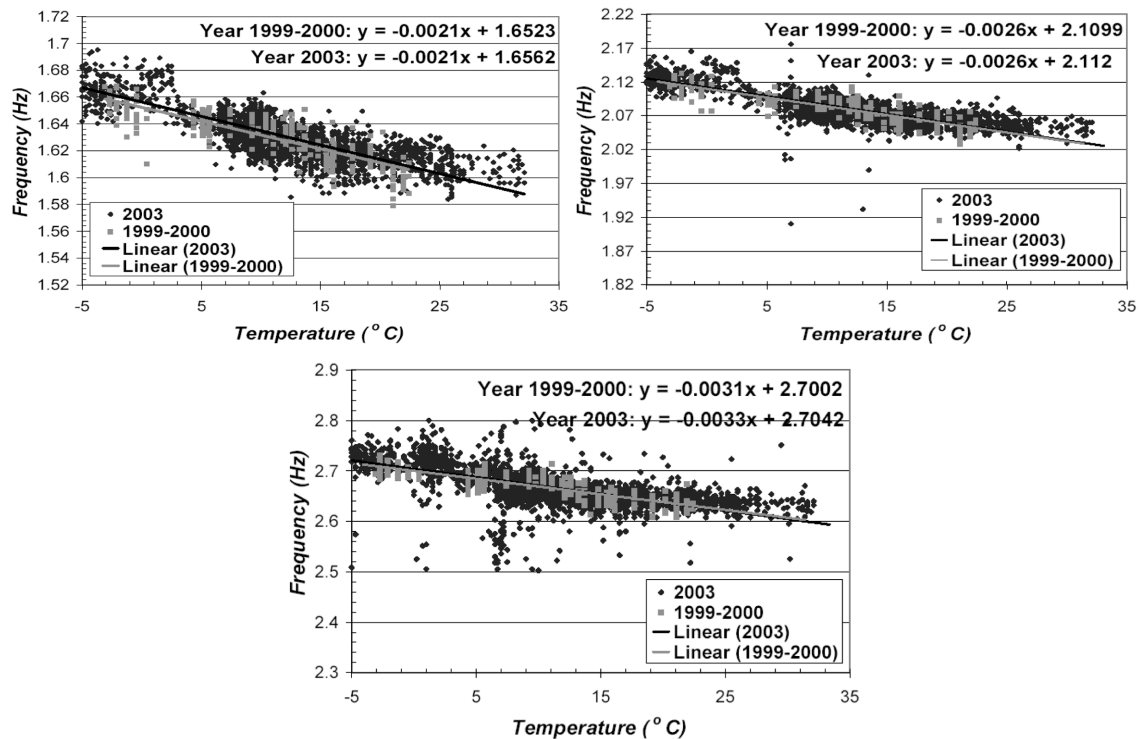 1.72
1.7
1.68
1.66
1.64
1.62
1.6
1.58
1.56
1.54
1.52
Frequency (Hz)
Year 1999-2000: y = -0.0021x + 1.6523
Year 2003: y = -0.0021x + 1.6562
2003
1999-2000
Linear (2003)
Linear (1999-2000)
-5
5
15
25
35
Temperature ( ° C)
2.22
2.17
2.12
2.07
2.02
1.97
1.92
1.87
1.82
Frequency (Hz)
Year 1999-2000: y = -0.0026x + 2.1099
Year 2003: y = -0.0026x + 2.112
2003
1999-2000
Linear (2003)
Linear (1999-2000)
-5
5
15
25
35
Temperature ( ° C)
2.9
2.8
2.7
2.6
2.5
2.4
2.3
Frequency (Hz)
Year 1999-2000: y = -0.0031x + 2.7002
Year 2003: y = -0.0033x + 2.7042
2003
1999-2000
Linear (2003)
Linear (1999-2000)
-5
5
15
25
35
Temperature ( ° C)